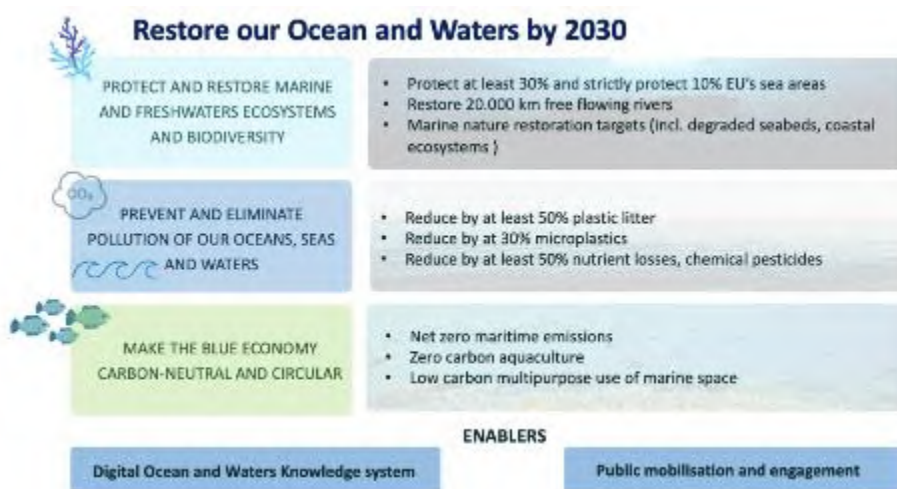 Restore our Ocean and Waters by 2030
PROTECT AND RESTORE MARINE
AND FRESHWATERS ECOSYSTEMS
AND BIODIVERSITY
• Protect at least 30% and strictly protect 10% EU's sea areas
• Restore 20.000 km free flowing rivers
• Marine nature restoration targets (incl. degraded seabeds, coastal
ecosystems )
CO₂
PREVENT AND ELIMINATE
POLLUTION OF OUR OCEANS, SEAS
AND WATERS
• Reduce by at least 50% plastic litter
• Reduce by at 30% microplastics
• Reduce by at least 50% nutrient losses, chemical pesticides
MAKE THE BLUE ECONOMY
CARBON-NEUTRAL AND CIRCULAR
• Net zero maritime emissions
• Zero carbon aquaculture
• Low carbon multipurpose use of marine space
ENABLERS
Digital Ocean and Waters Knowledge system
Public mobilisation and engagement